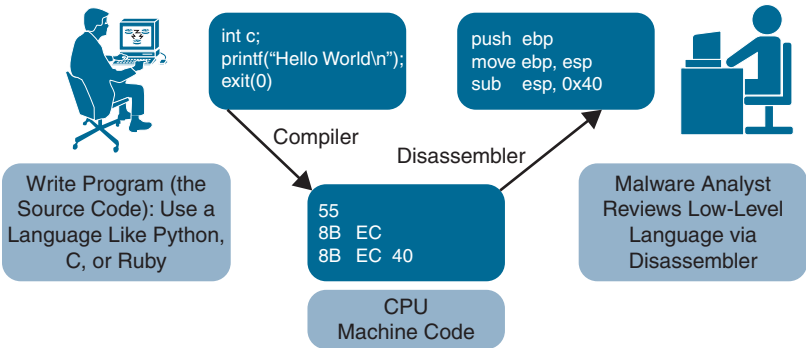 int c;
printf(“Hello World\n”);
exit(0)
push ebp
move ebp, esp
sub esp, 0x40
Compiler
Disassembler
Write Program (the
Source Code): Use a
Language Like Python,
C, or Ruby
55
8B EC
8B EC 40
Malware Analyst
Reviews Low-Level
Language via
Disassembler
CPU
Machine Code